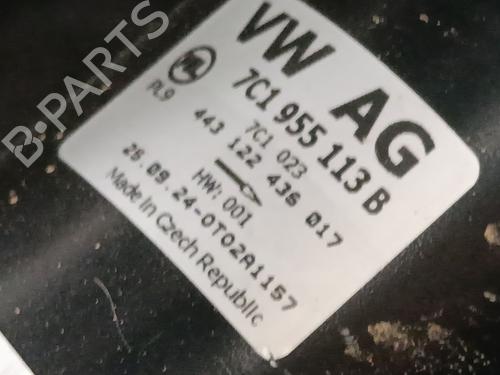 B-PARTS
VW AG
7C1 955 113 B
7C1 023
PL9
443 122 436 017
HW: 001
25.09.24-0T02A1157
Made In Czech Republic